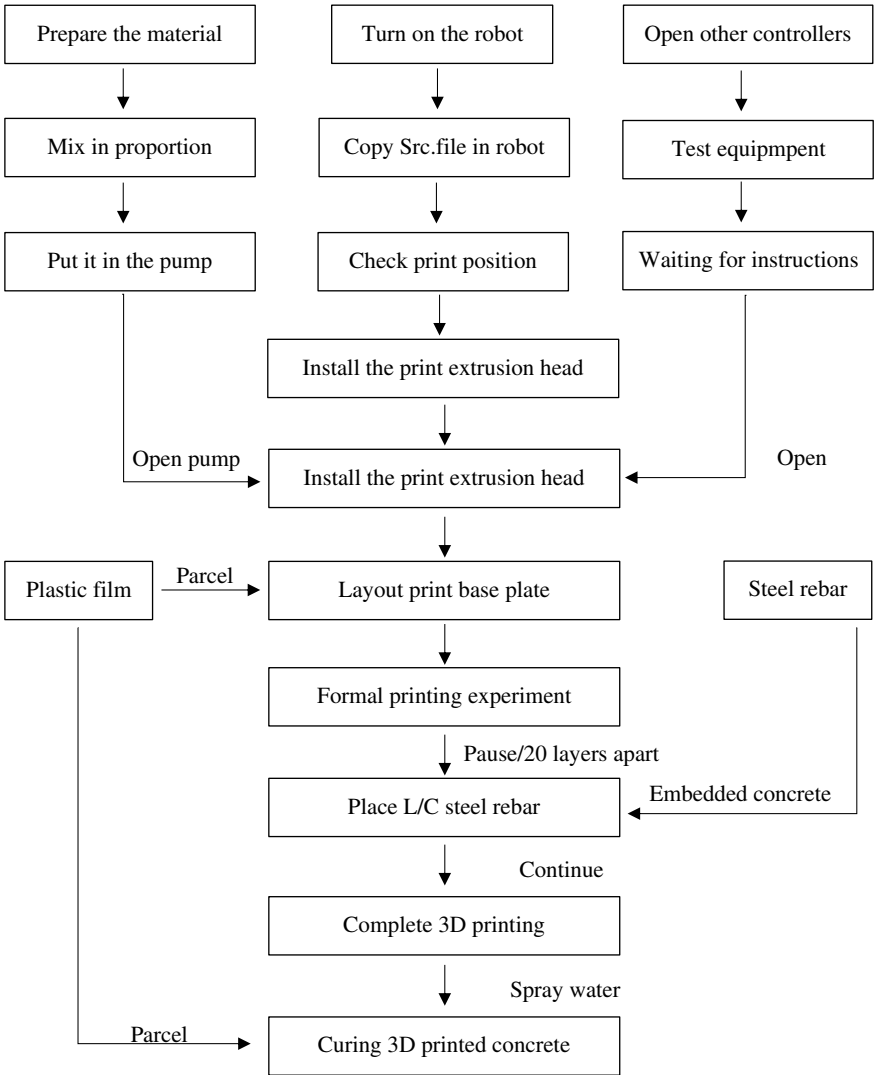 Prepare the material
Turn on the robot
Open other controllers
Mix in proportion
Copy Src.file in robot
Test equipmpent
Put it in the pump
Check print position
Waiting for instructions
Install the print extrusion head
Open pump
Open
Install the print extrusion head
Plastic film
Parcel
Layout print base plate
Steel rebar
Formal printing experiment
Pause/20 layers apart
Place L/C steel rebar
Embedded concrete
Continue
Complete 3D printing
Spray water
Parcel
Curing 3D printed concrete